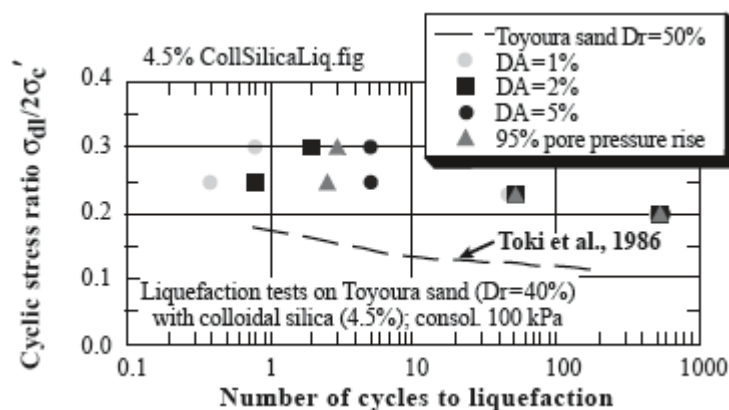 4.5% CollSilicaLiq.fig
Toyoura sand Dr=50%
DA=1%
DA=2%
DA=5%
95% pore pressure rise
Cyclic stress ratio σdl/2σc'
0.4
0.3
0.2
0.1
0.0
Toki et al., 1986
Liquefaction tests on Toyoura sand (Dr=40%)
with colloidal silica (4.5%); consol. 100 kPa
0.1
1
10
100
1000
Number of cycles to liquefaction